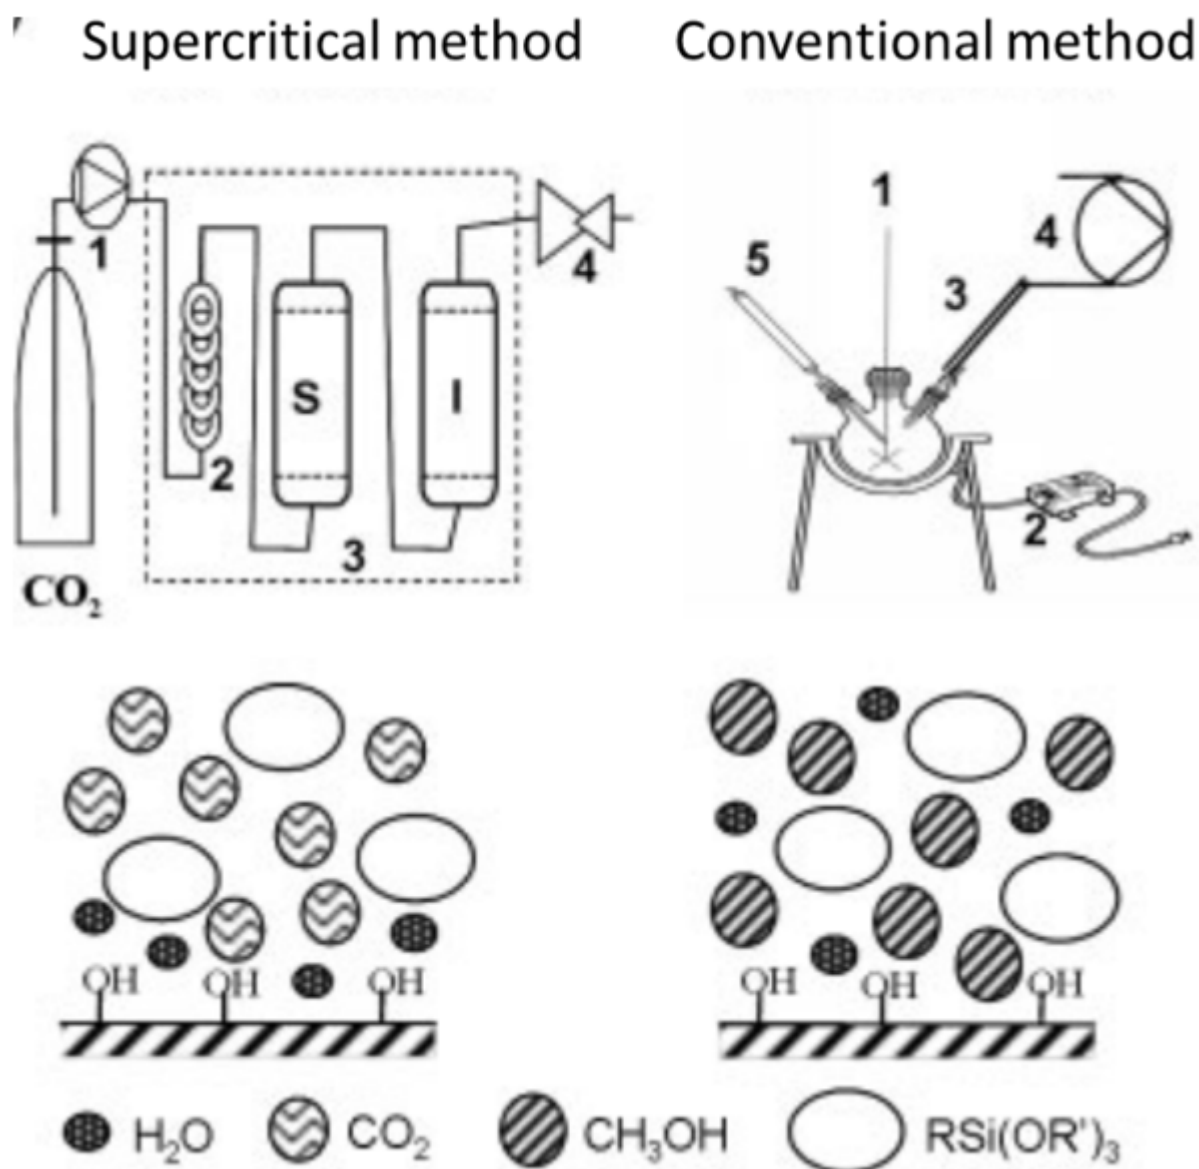 Supercritical method
Conventional method
1
2
S
I
3
4
CO₂
1
5
4
3
2
OH OH OH
OH OH OH
H₂O CO₂ CH₃OH RSi(OR')₃